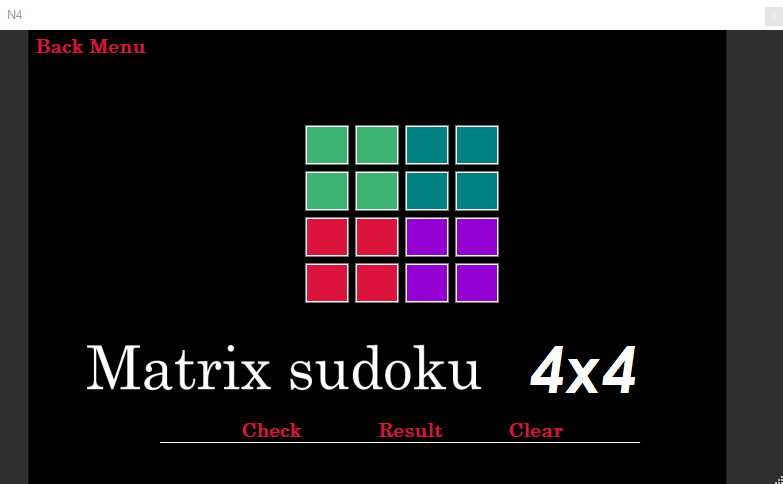 N4
Back Menu
Matrix sudoku 4x4
Check Result Clear